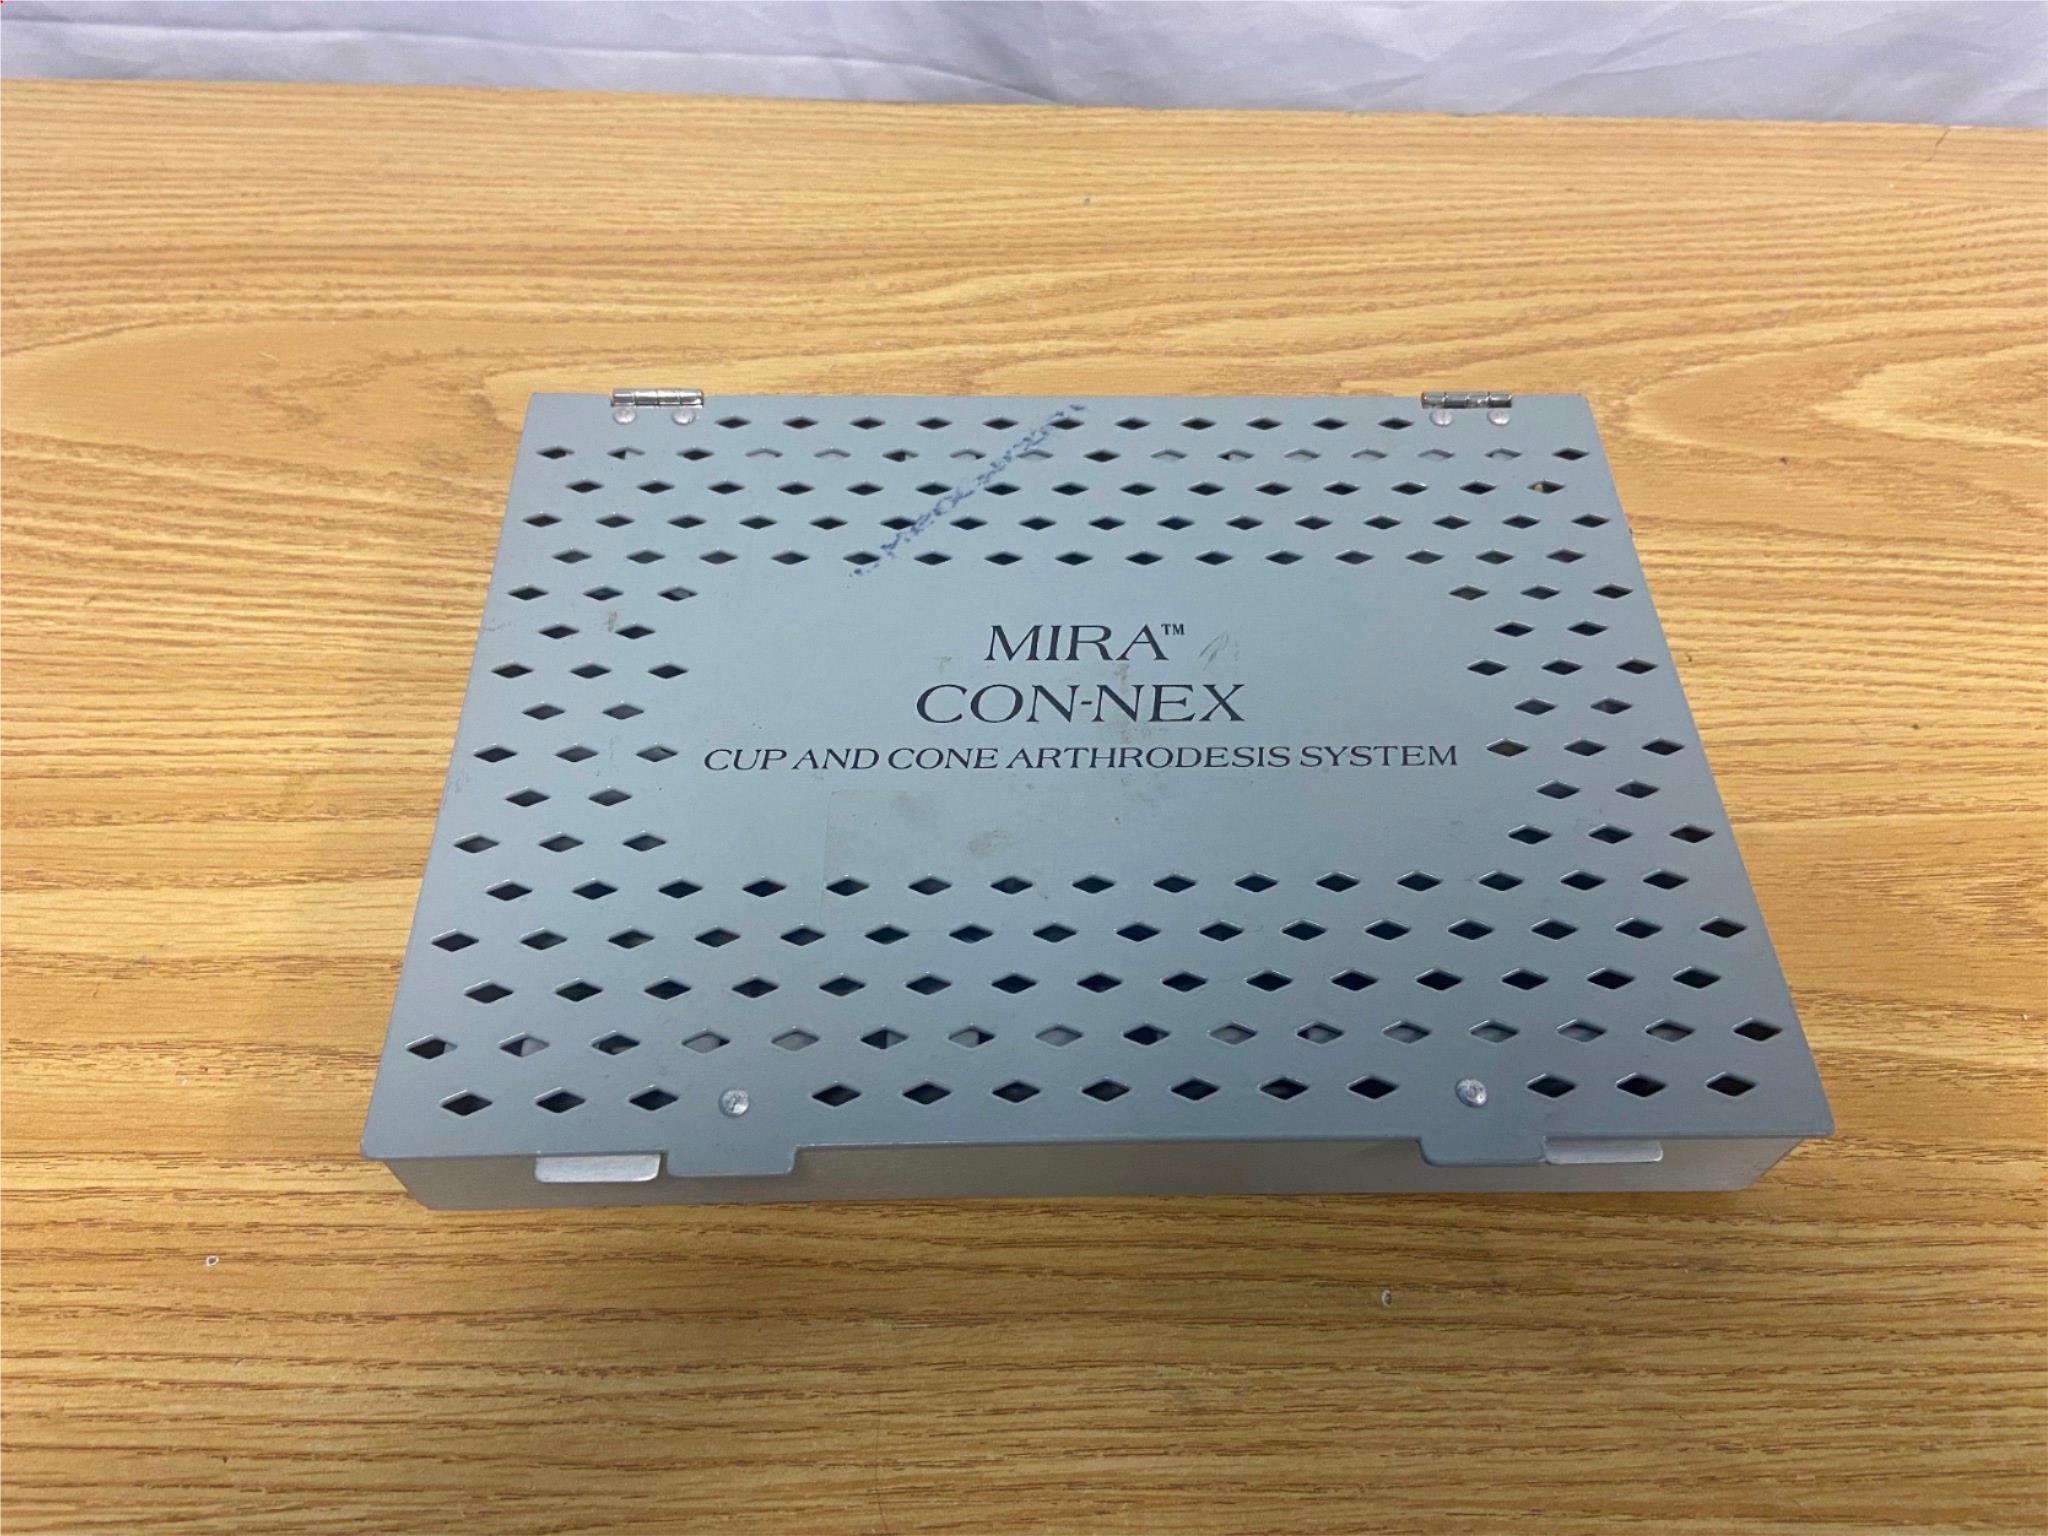 MIRA™
CON-NEX
CUP AND CONE ARTHRODESIS SYSTEM